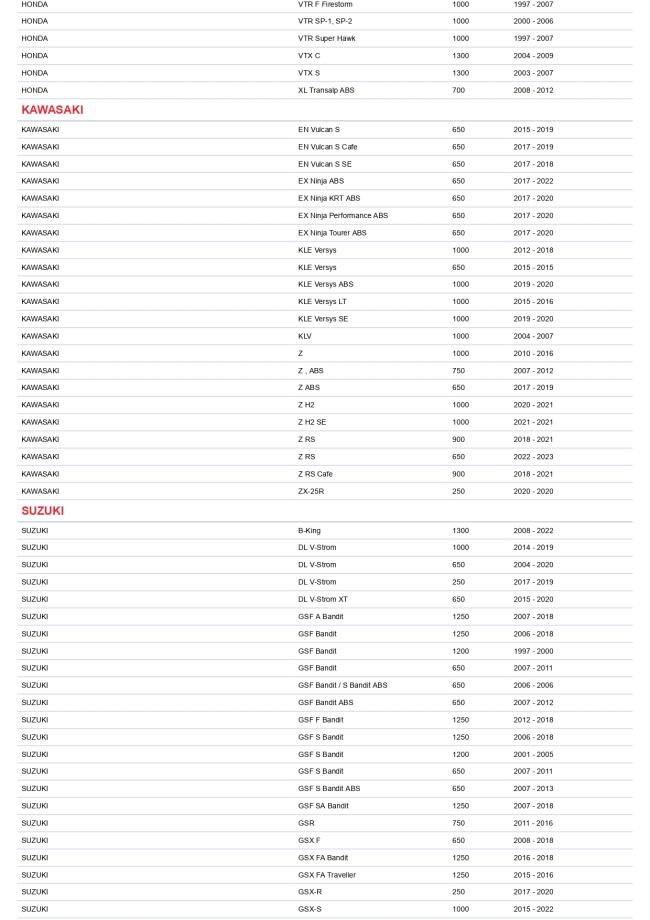 HONDA VTR F Firestorm 1000 1997 - 2007
HONDA VTR SP-1, SP-2 1000 2000 - 2006
HONDA VTR Super Hawk 1000 1997 - 2007
HONDA VTX C 1300 2004 - 2009
HONDA VTX S 1300 2003 - 2007
HONDA XL Transalp ABS 700 2008 - 2012
KAWASAKI
KAWASAKI EN Vulcan S 650 2015 - 2019
KAWASAKI EN Vulcan S Cafe 650 2017 - 2019
KAWASAKI EN Vulcan S SE 650 2017 - 2018
KAWASAKI EX Ninja ABS 650 2017 - 2022
KAWASAKI EX Ninja KRT ABS 650 2017 - 2020
KAWASAKI EX Ninja Performance ABS 650 2017 - 2020
KAWASAKI EX Ninja Tourer ABS 650 2017 - 2020
KAWASAKI KLE Versys 1000 2012 - 2018
KAWASAKI KLE Versys 650 2015 - 2015
KAWASAKI KLE Versys ABS 1000 2019 - 2020
KAWASAKI KLE Versys LT 1000 2015 - 2016
KAWASAKI KLE Versys SE 1000 2019 - 2020
KAWASAKI KLV 1000 2004 - 2007
KAWASAKI Z 1000 2010 - 2016
KAWASAKI Z , ABS 750 2007 - 2012
KAWASAKI Z ABS 650 2017 - 2019
KAWASAKI Z H2 1000 2020 - 2021
KAWASAKI Z H2 SE 1000 2021 - 2021
KAWASAKI Z RS 900 2018 - 2021
KAWASAKI Z RS 650 2022 - 2023
KAWASAKI Z RS Cafe 900 2018 - 2021
KAWASAKI ZX-25R 250 2020 - 2020
SUZUKI
SUZUKI B-King 1300 2008 - 2022
SUZUKI DL V-Strom 1000 2014 - 2019
SUZUKI DL V-Strom 650 2004 - 2020
SUZUKI DL V-Strom 250 2017 - 2019
SUZUKI DL V-Strom XT 650 2015 - 2020
SUZUKI GSF A Bandit 1250 2007 - 2018
SUZUKI GSF Bandit 1250 2006 - 2018
SUZUKI GSF Bandit 1200 1997 - 2000
SUZUKI GSF Bandit 650 2007 - 2011
SUZUKI GSF Bandit / S Bandit ABS 650 2006 - 2006
SUZUKI GSF Bandit ABS 650 2007 - 2012
SUZUKI GSF F Bandit 1250 2012 - 2018
SUZUKI GSF S Bandit 1250 2006 - 2018
SUZUKI GSF S Bandit 1200 2001 - 2005
SUZUKI GSF S Bandit 650 2007 - 2011
SUZUKI GSF S Bandit ABS 650 2007 - 2013
SUZUKI GSF SA Bandit 1250 2007 - 2018
SUZUKI GSR 750 2011 - 2016
SUZUKI GSX F 650 2008 - 2018
SUZUKI GSX FA Bandit 1250 2016 - 2018
SUZUKI GSX FA Traveller 1250 2015 - 2016
SUZUKI GSX-R 250 2017 - 2020
SUZUKI GSX-S 1000 2015 - 2022